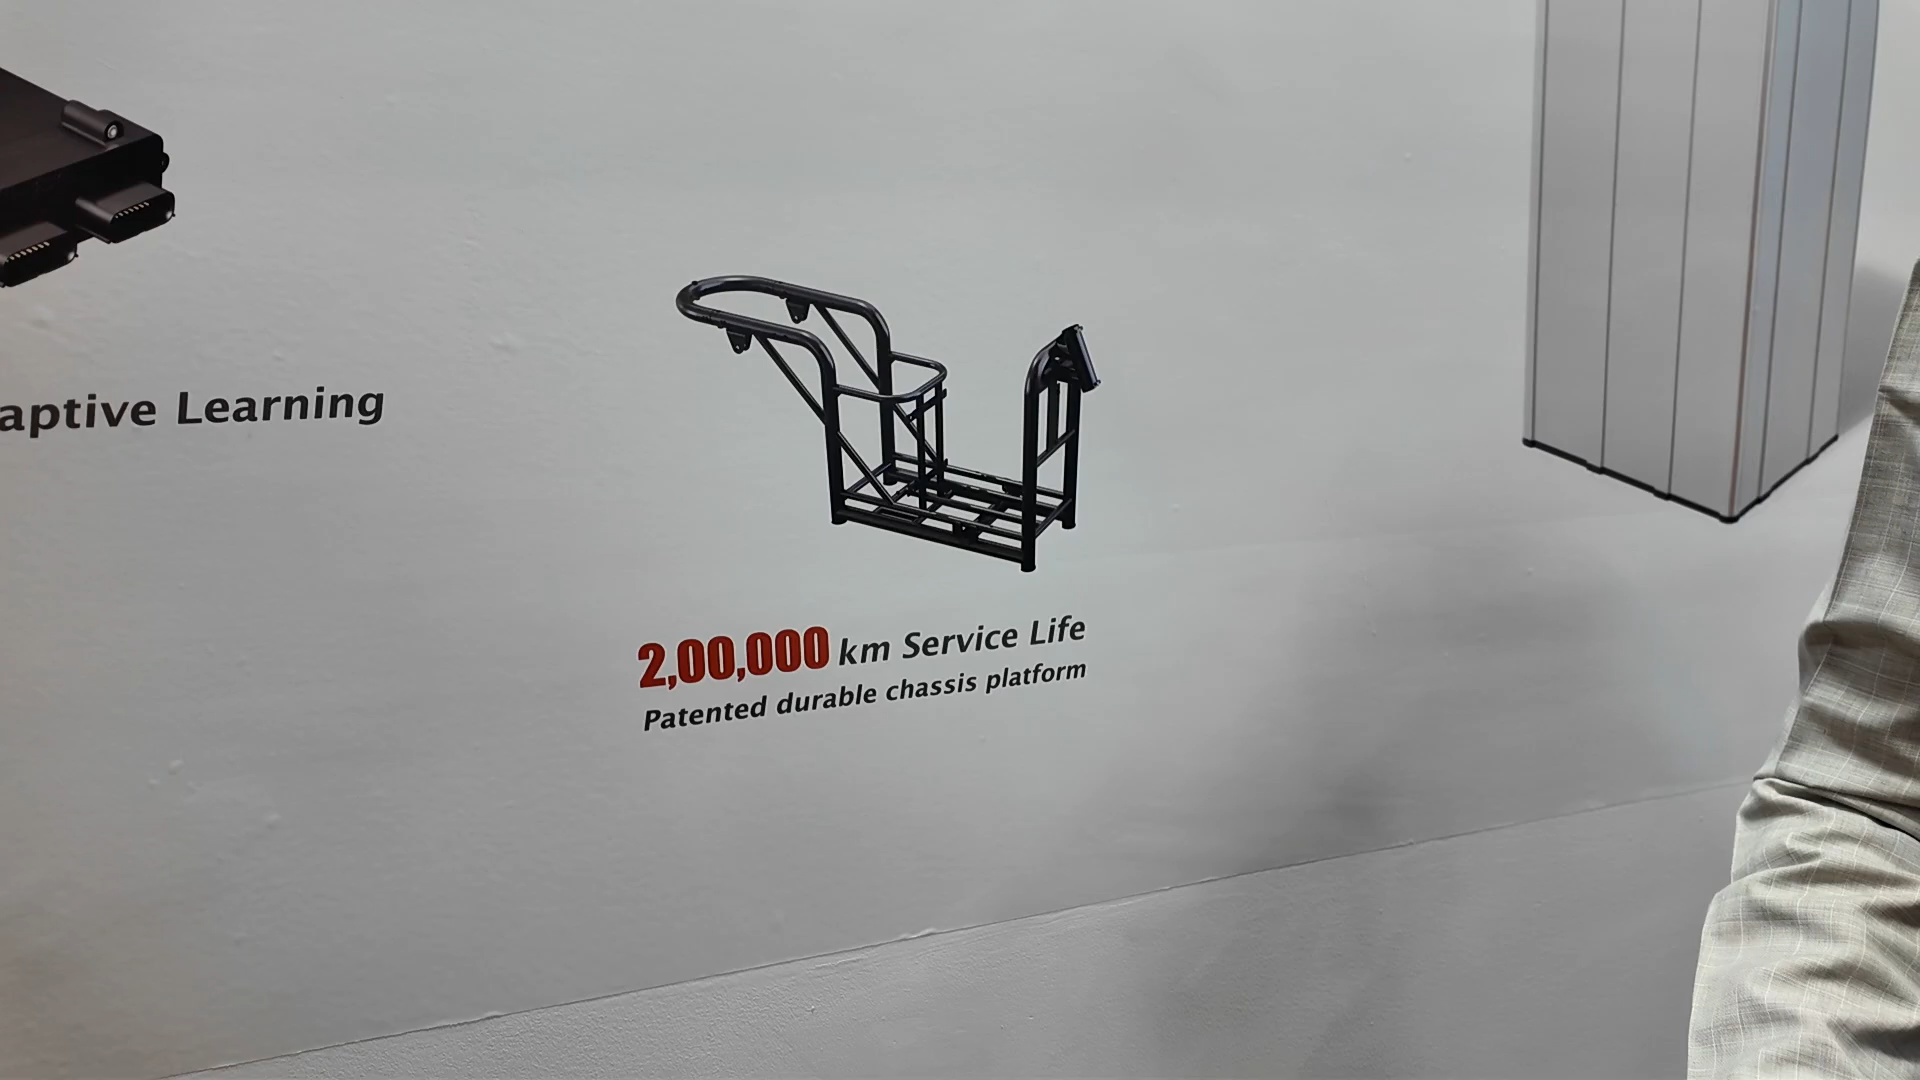 aptive Learning
2,00,000 km Service Life
Patented durable chassis platform